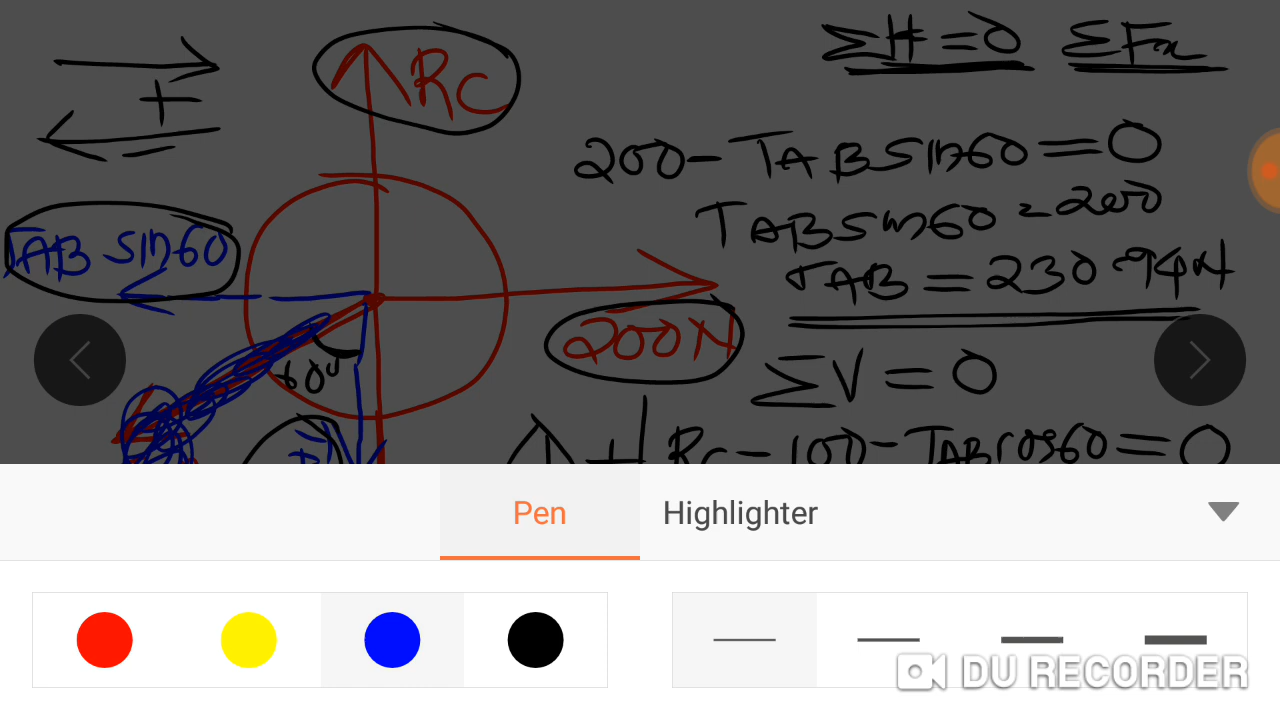 RC
ΣH=0 ΣFx
+
-
200-TABsin60=0
TABsin60=200
TAB sin60
TAB=230.94N
200N
60°
ΣV=0
+ Rc-100-TABcos60=0
Pen
Highlighter
DU RECORDER